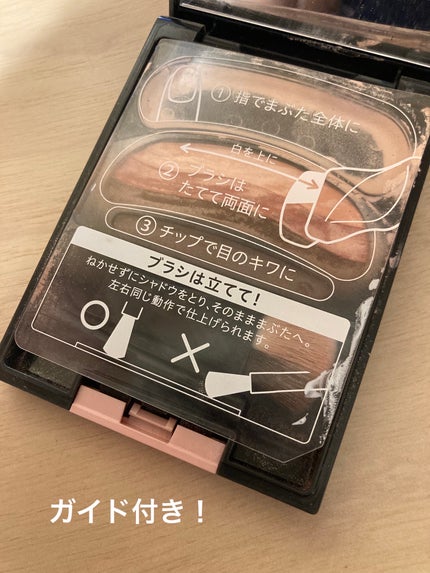 ①指でまぶた全体に
白を上に
②ブラシは
たてて両面に
③チップで目のキワに
ブラシは立てて！
ねかせずにシャドウをとり、そのまままぶたへ。
左右同じ動作で仕上げられます。
ガイド付き！